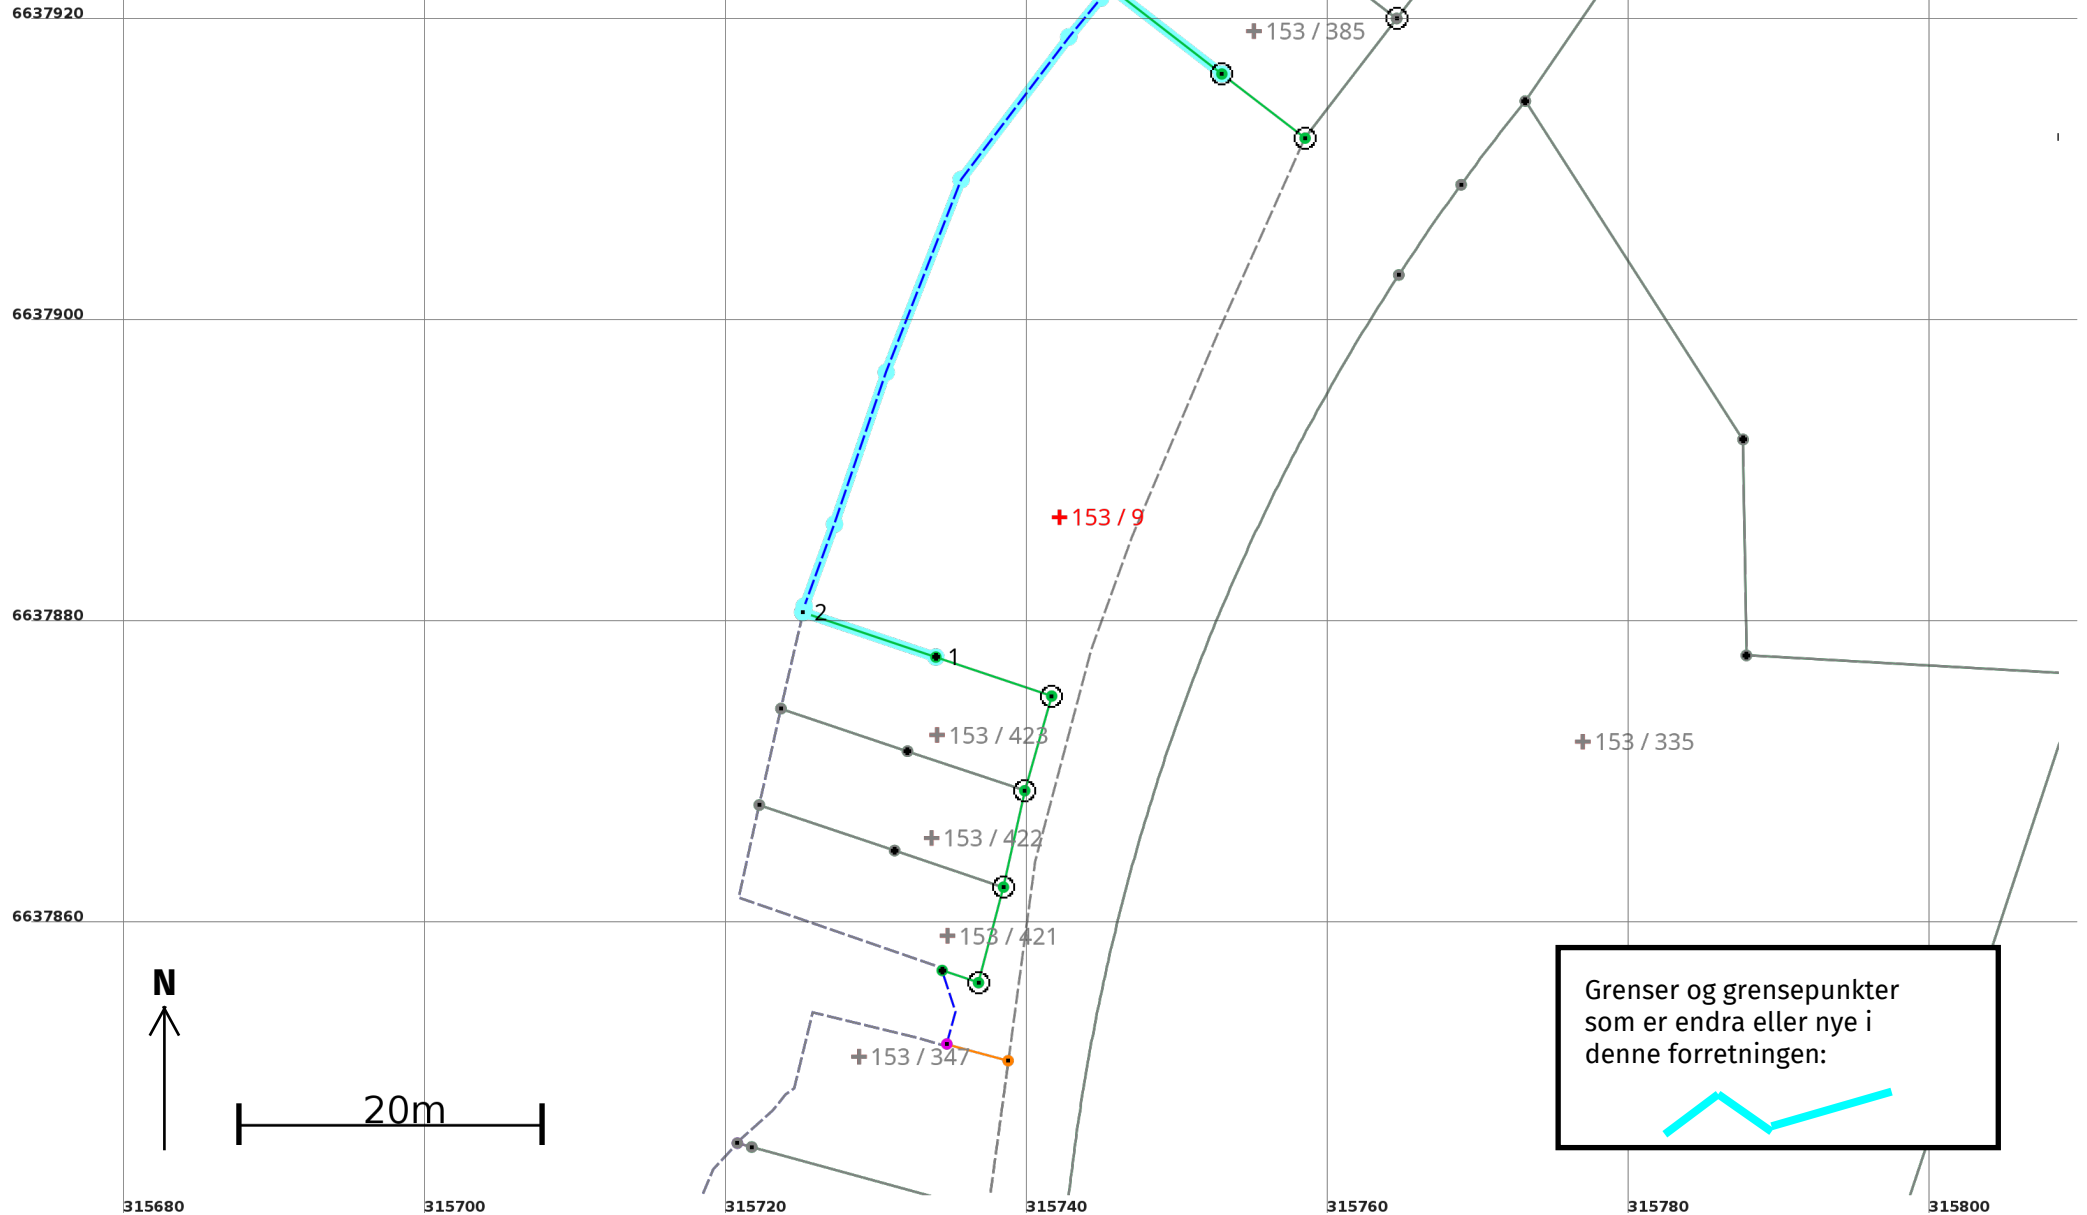 6637920
153 / 385
6637900
153 / 9
6637880
2
1
153 / 423
153 / 335
153 / 422
6637860
153 / 421
N
Grenser og grensepunkter
som er endra eller nye i
denne forretningen:
153 / 347
20m
315680
315700
315720
315740
315760
315780
315800